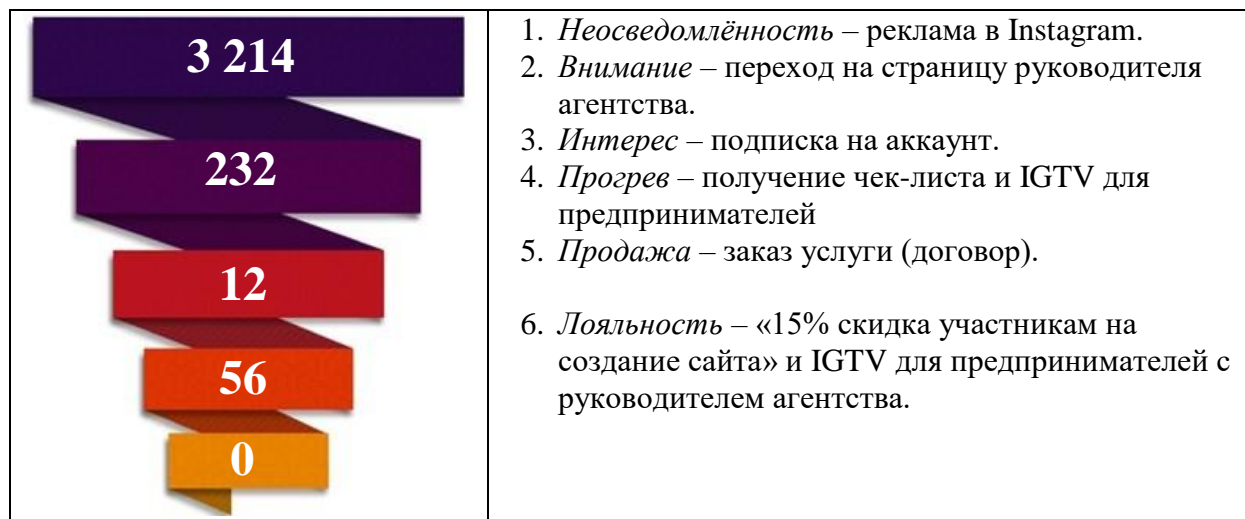 3 214
232
12
56
0
1. Неосведомлённость – реклама в Instagram.
2. Внимание – переход на страницу руководителя
агентства.
3. Интерес – подписка на аккаунт.
4. Прогрев – получение чек-листа и IGTV для
предпринимателей
5. Продажа – заказ услуги (договор).
6. Лояльность – «15% скидка участникам на
создание сайта» и IGTV для предпринимателей с
руководителем агентства.